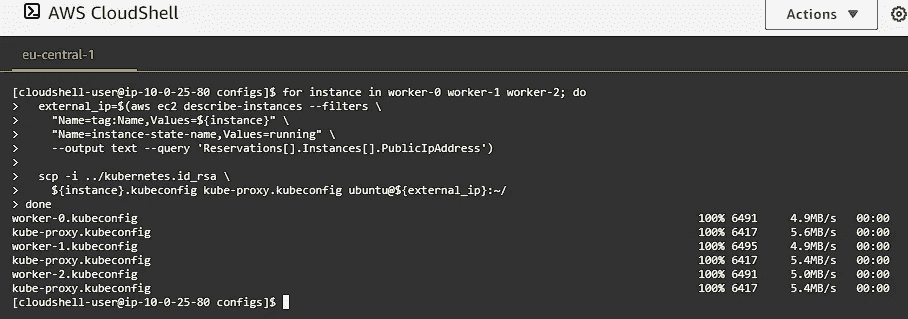 AWS CloudShell
Actions ▼
eu-central-1
[cloudshell-user@ip-10-0-25-80 configs]$ for instance in worker-0 worker-1 worker-2; do
>   external_ip=$(aws ec2 describe-instances --filters \
>     "Name=tag:Name,Values=${instance}" \
>     "Name=instance-state-name,Values=running" \
>     --output text --query 'Reservations[].Instances[].PublicIpAddress')
>
>   scp -i ../kubernetes.id_rsa \
>     ${instance}.kubeconfig kube-proxy.kubeconfig ubuntu@${external_ip}:~/
> done
worker-0.kubeconfig 100% 6491 4.9MB/s 00:00
kube-proxy.kubeconfig 100% 6417 5.6MB/s 00:00
worker-1.kubeconfig 100% 6495 4.9MB/s 00:00
kube-proxy.kubeconfig 100% 6417 5.4MB/s 00:00
worker-2.kubeconfig 100% 6491 5.0MB/s 00:00
kube-proxy.kubeconfig 100% 6417 5.4MB/s 00:00
[cloudshell-user@ip-10-0-25-80 configs]$